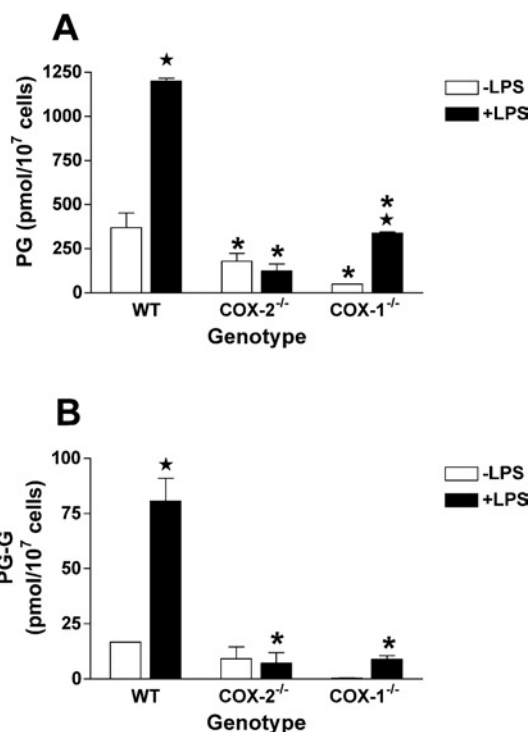 A
PG (pmol/10⁷ cells)
1250
1000
750
500
250
0
★
*
*
*
*
★
-LPS
+LPS
WT
COX-2⁻/⁻
COX-1⁻/⁻
Genotype
B
PG-G
(pmol/10⁷ cells)
100
75
50
25
0
★
*
*
-LPS
+LPS
WT
COX-2⁻/⁻
COX-1⁻/⁻
Genotype